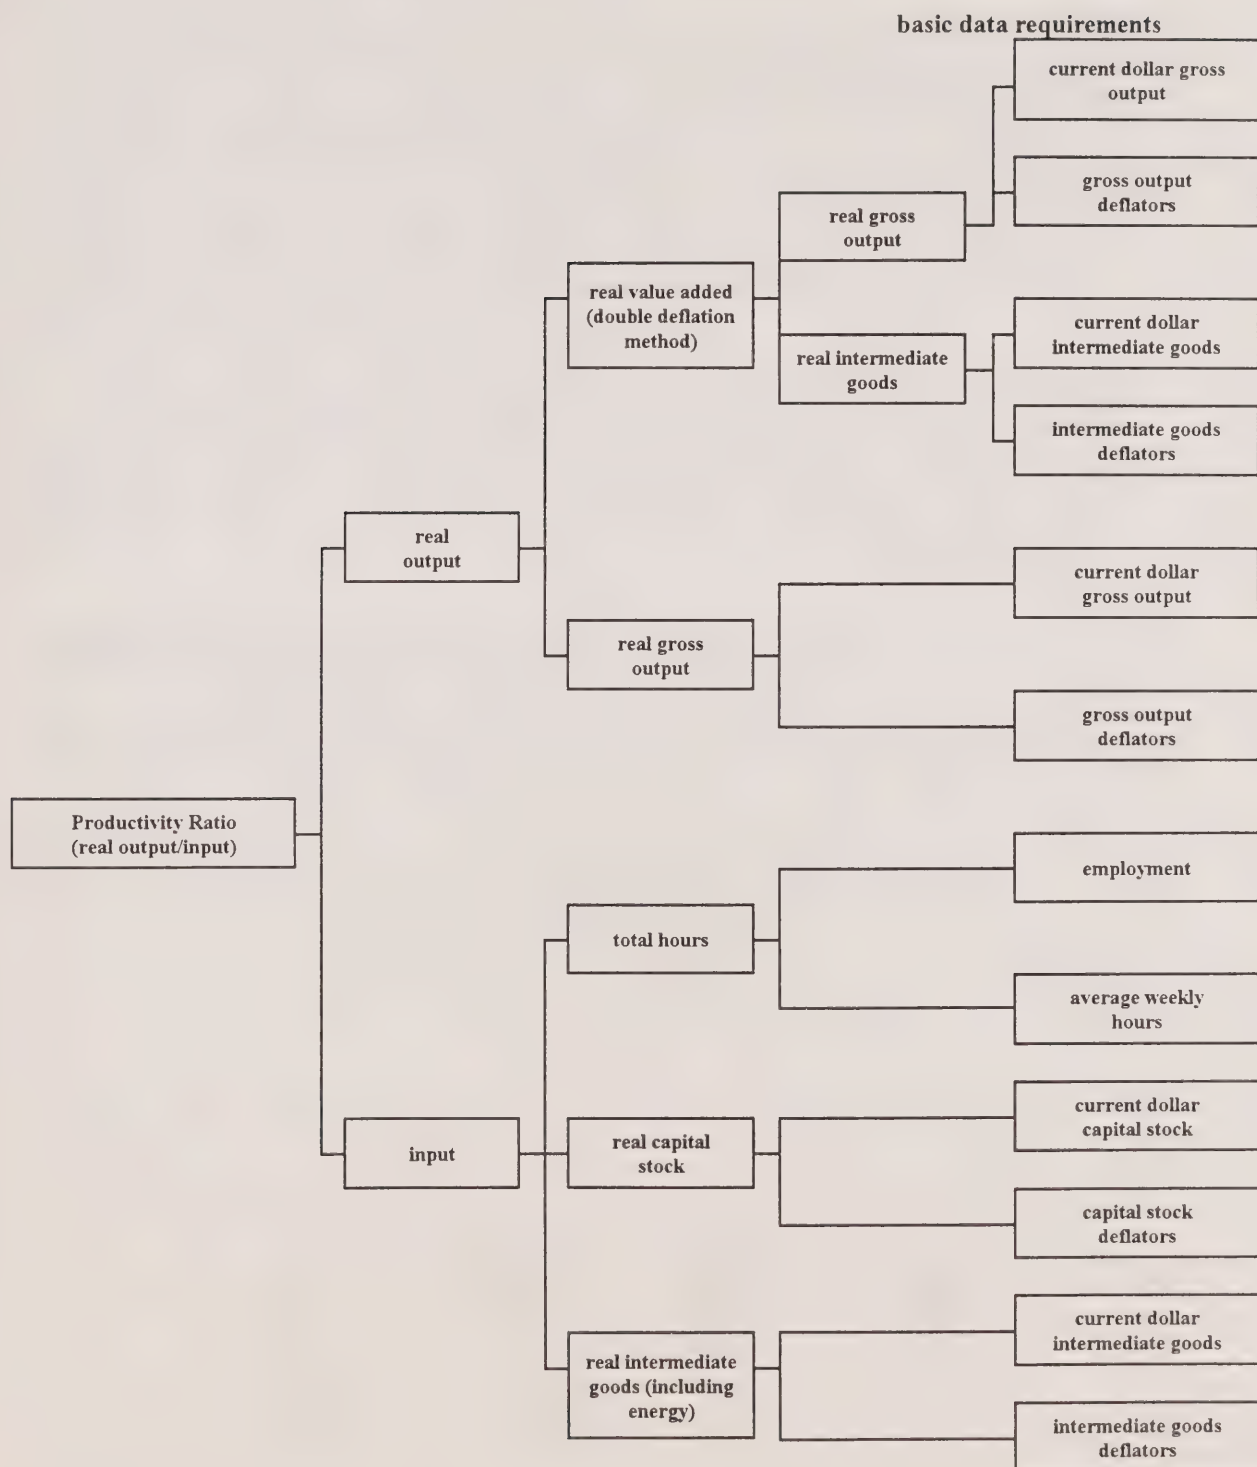 basic data requirements
current dollar gross
output
gross output
deflators
real gross
output
real value added
(double deflation
method)
current dollar
intermediate goods
real intermediate
goods
intermediate goods
deflators
real
output
current dollar
gross output
real gross
output
gross output
deflators
Productivity Ratio
(real output/input)
employment
total hours
average weekly
hours
current dollar
capital stock
input
real capital
stock
capital stock
deflators
current dollar
intermediate goods
real intermediate
goods (including
energy)
intermediate goods
deflators